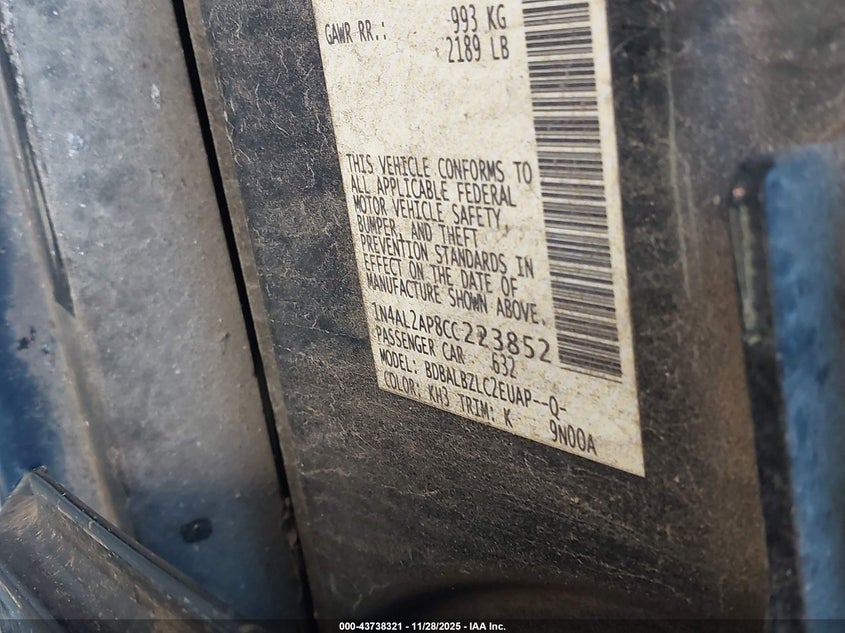 GAWR RR.: 993 KG
2189 LB
THIS VEHICLE CONFORMS TO
ALL APPLICABLE FEDERAL
MOTOR VEHICLE SAFETY,
BUMPER, AND THEFT
PREVENTION STANDARDS IN
EFFECT ON THE DATE OF
MANUFACTURE SHOWN ABOVE.
1N4AL2AP8CC223852
PASSENGER CAR 632
MODEL: BDBALBZLC2EUAP--Q-
COLOR: KH3 TRIM: K 9N00A
000-43738321 - 11/28/2025 - IAA Inc.